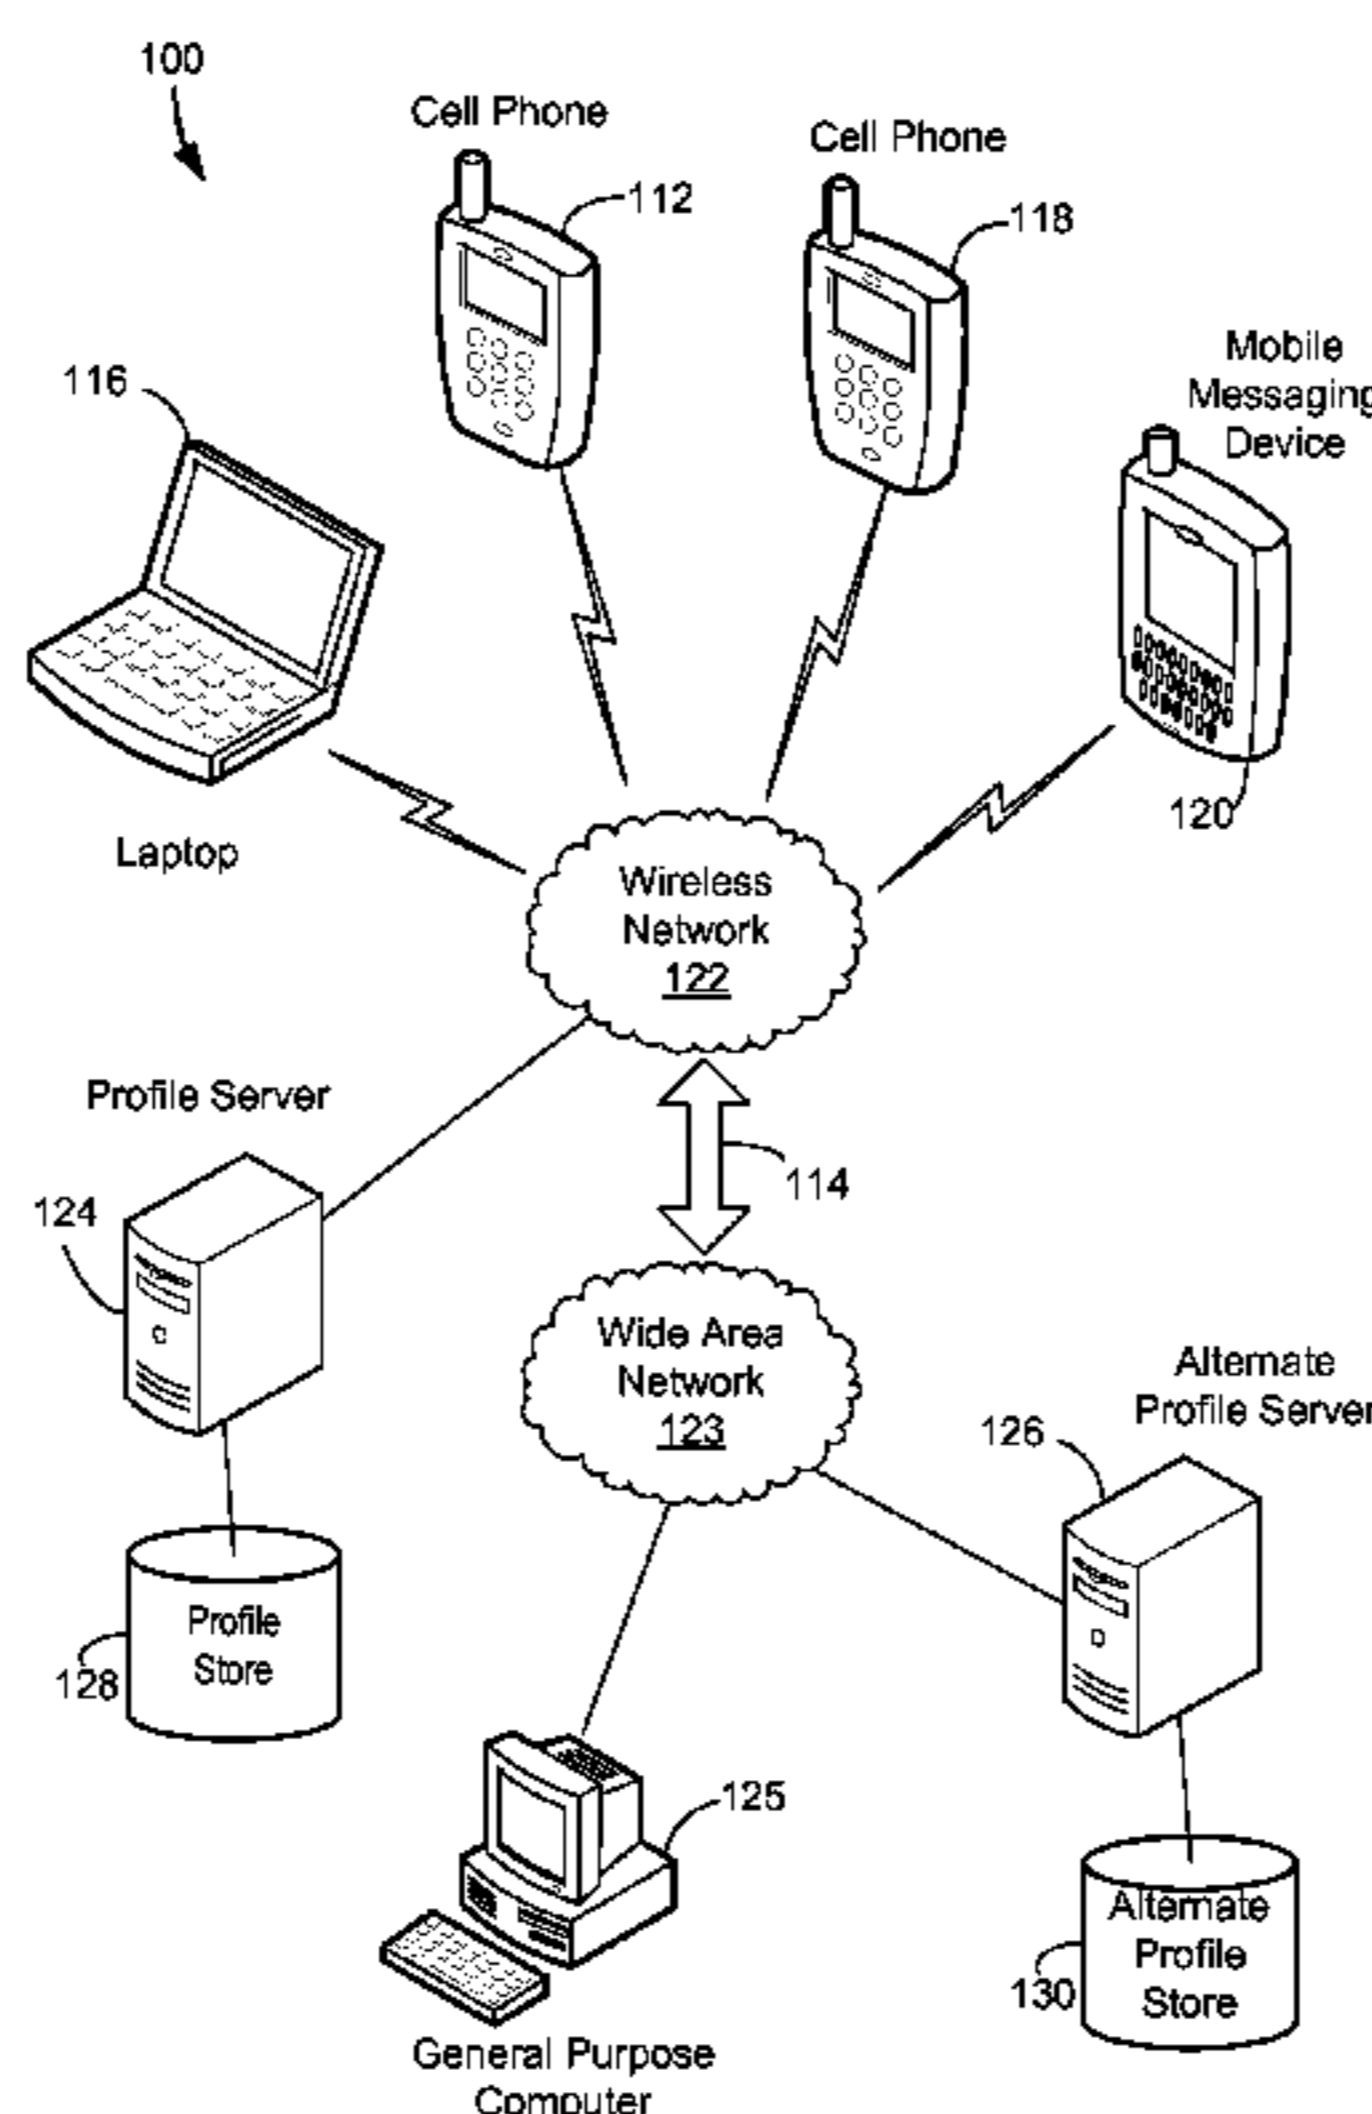 100
Cell Phone
Cell Phone
112
118
Mobile
Messaging
Device
116
120
Laptop
Wireless
Network
122
Profile Server
114
124
Wide Area
Network
123
Alternate
Profile Server
126
Profile
Store
128
125
Alternate
Profile
Store
130
General Purpose
Computer